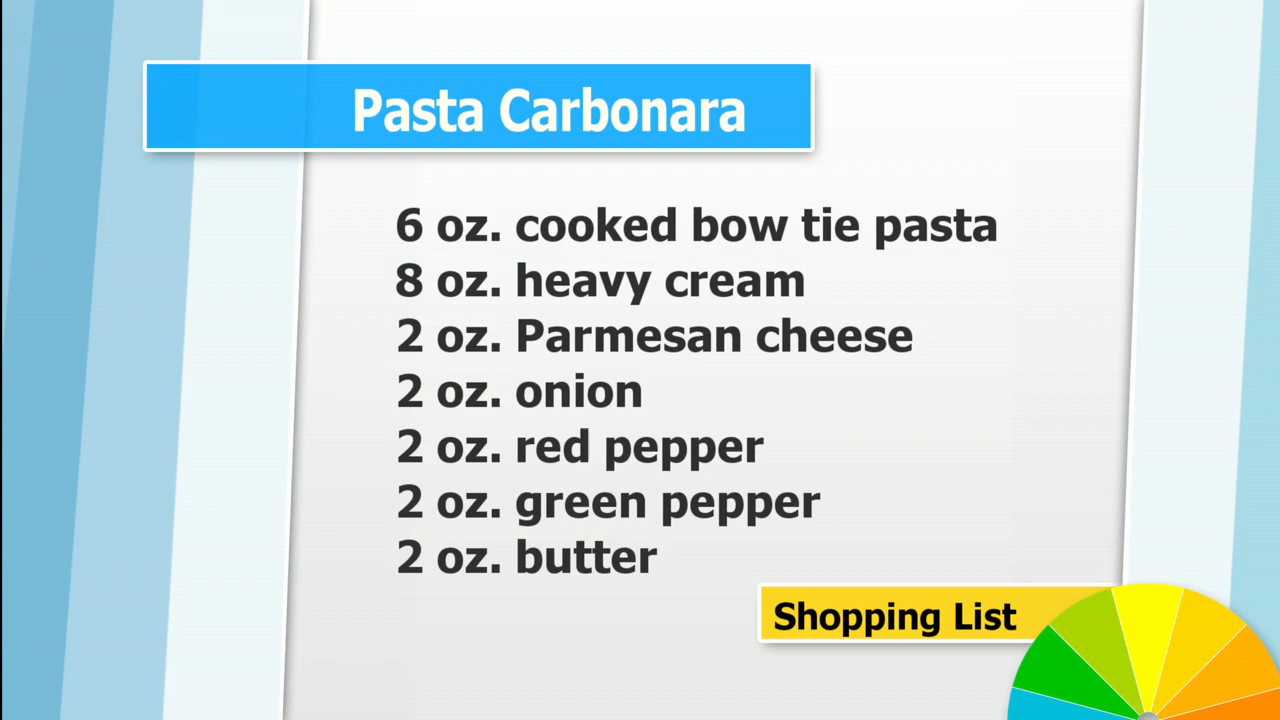 Pasta Carbonara
6 oz. cooked bow tie pasta
8 oz. heavy cream
2 oz. Parmesan cheese
2 oz. onion
2 oz. red pepper
2 oz. green pepper
2 oz. butter
Shopping List